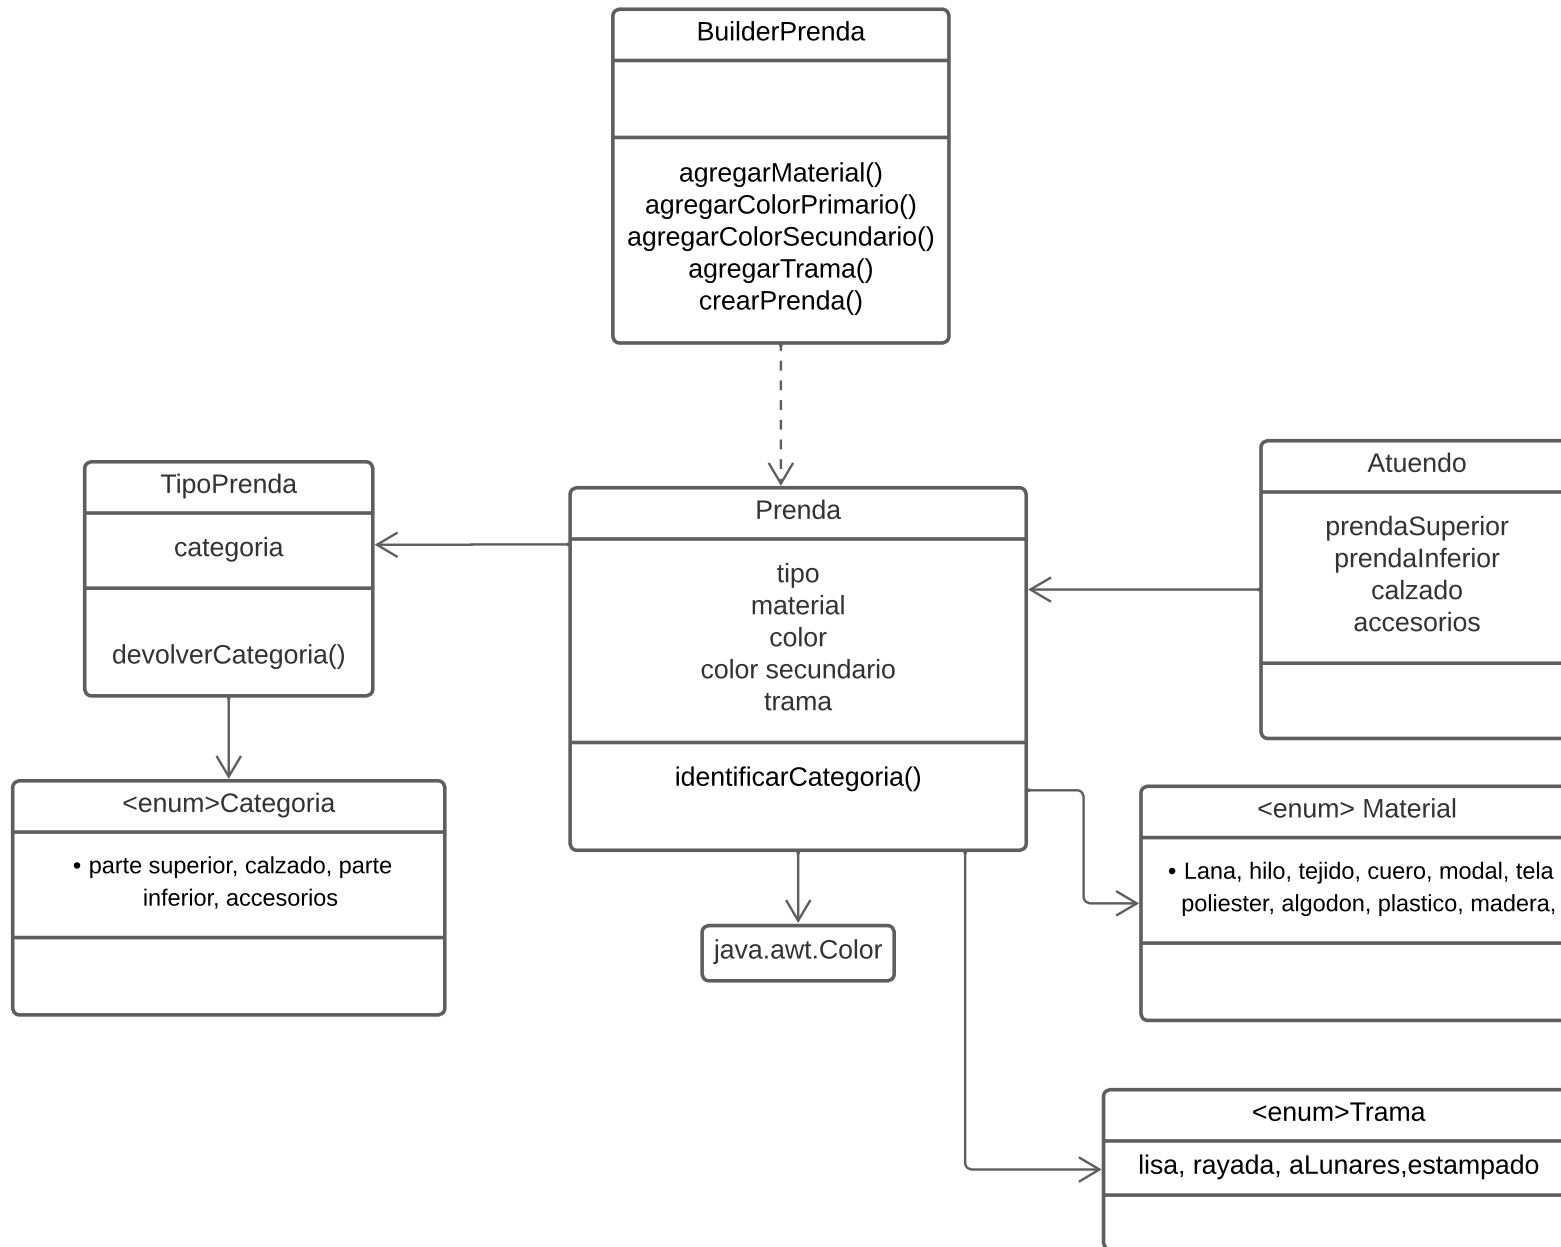 BuilderPrenda
agregarMaterial()
agregarColorPrimario()
agregarColorSecundario()
agregarTrama()
crearPrenda()
TipoPrenda
categoria
devolverCategoria()
Prenda
tipo
material
color
color secundario
trama
identificarCategoria()
Atuendo
prendaSuperior
prendaInferior
calzado
accesorios
<enum>Categoria
• parte superior, calzado, parte
inferior, accesorios
<enum> Material
• Lana, hilo, tejido, cuero, modal, tela
poliester, algodon, plastico, madera,
java.awt.Color
<enum>Trama
lisa, rayada, aLunares,estampado